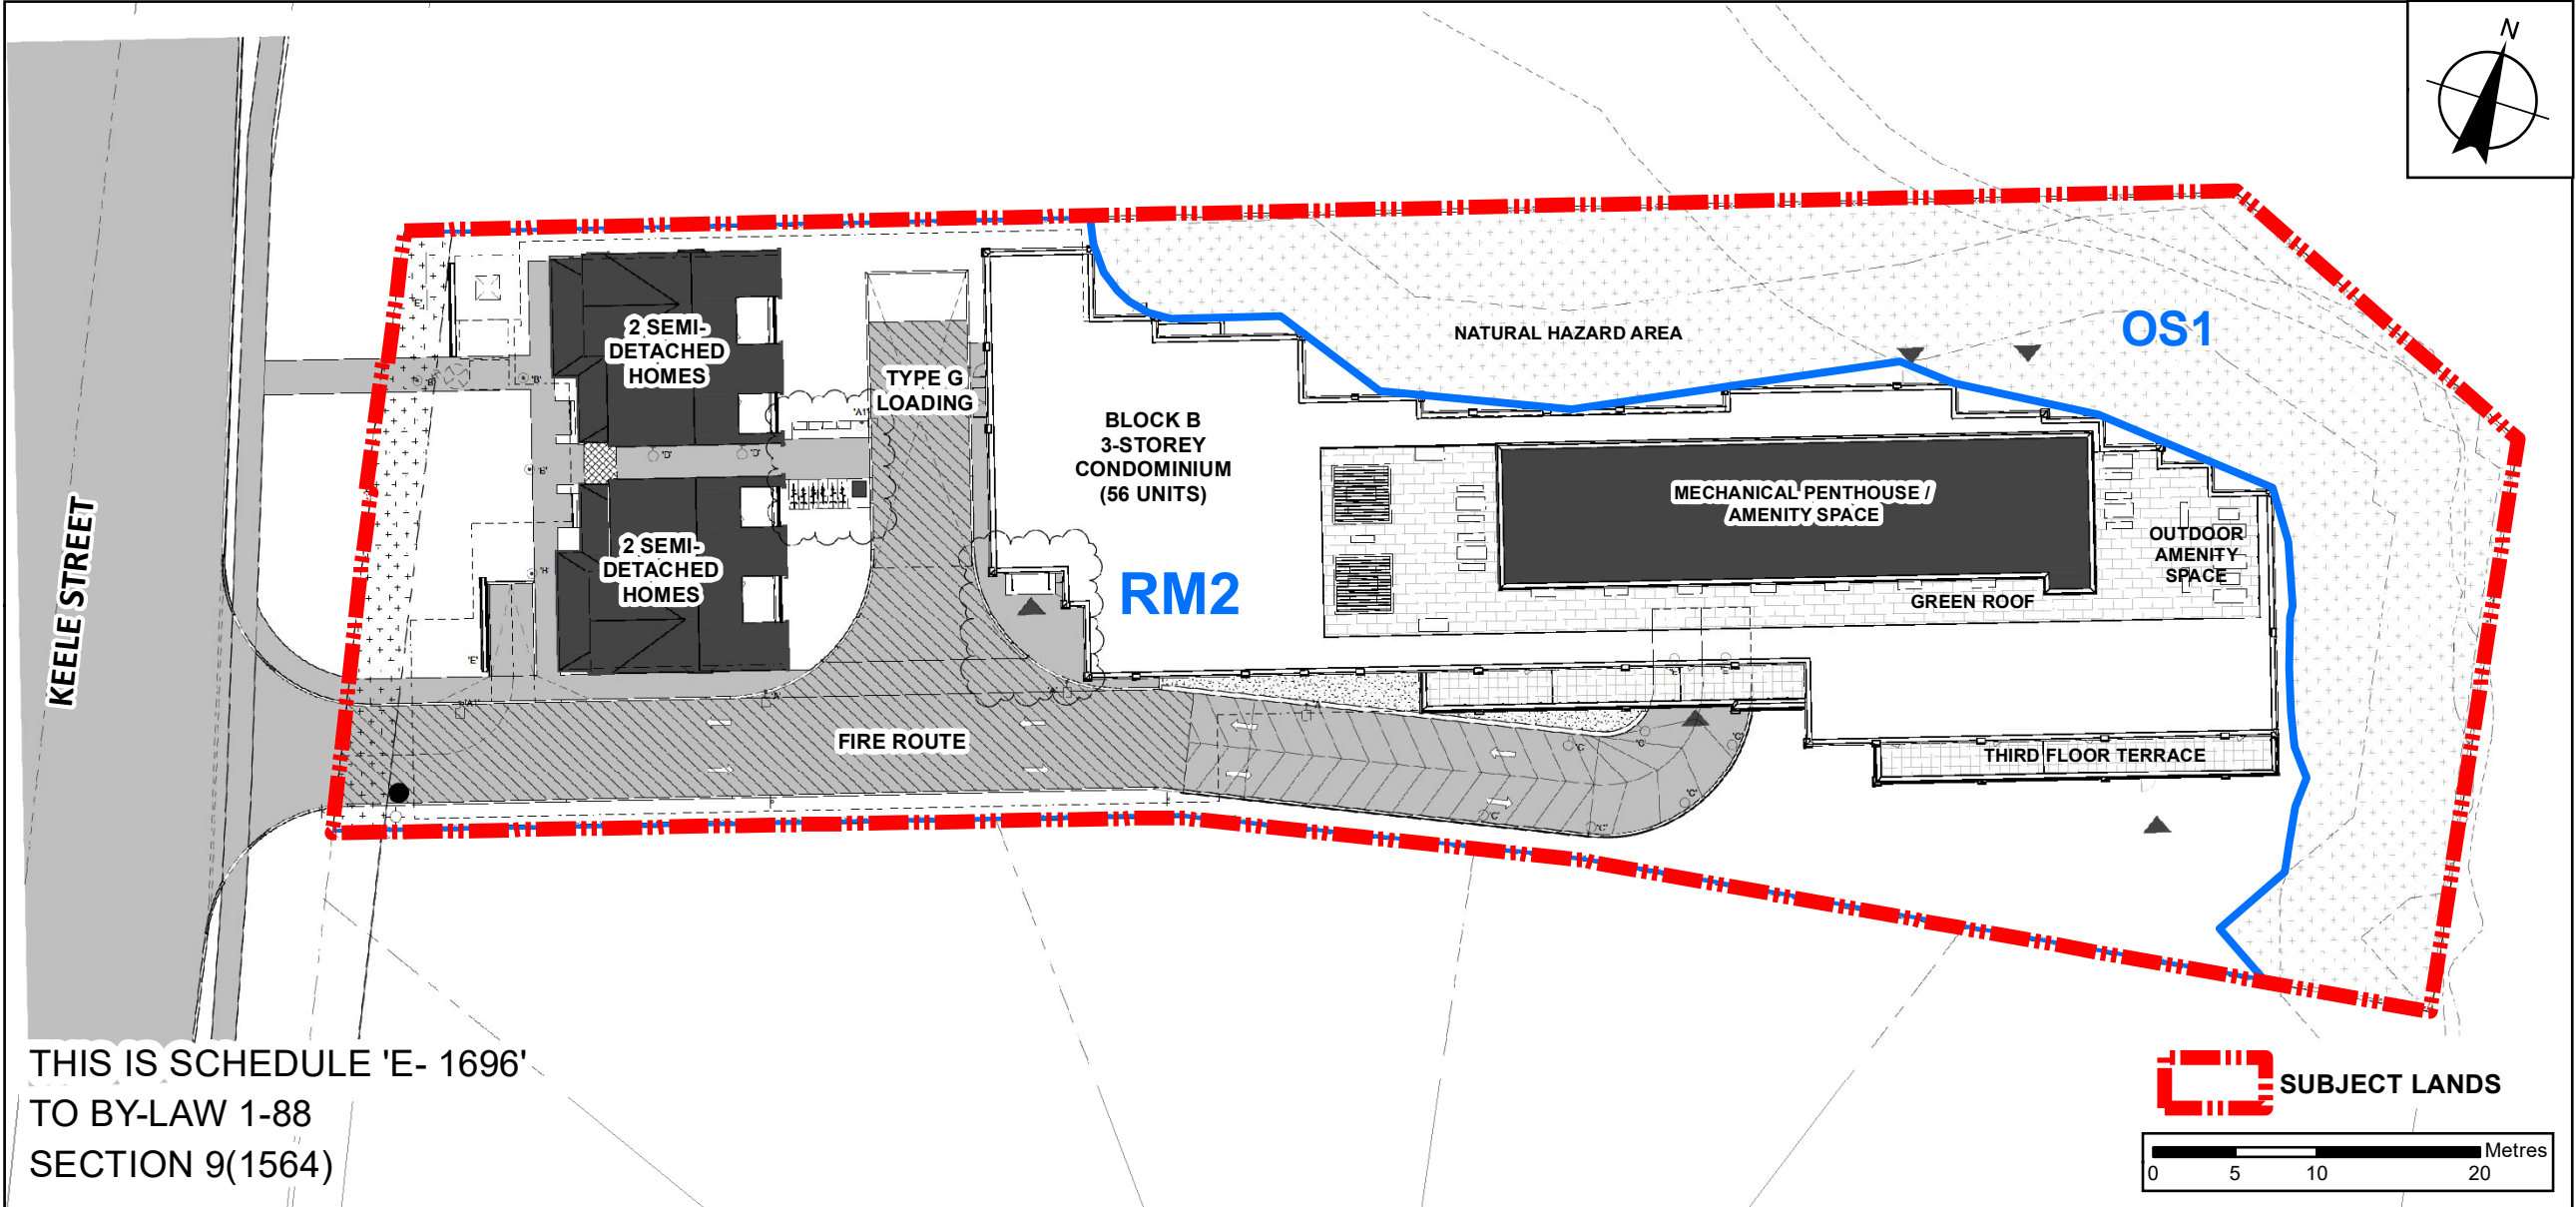 N
2 SEMI-
DETACHED
HOMES
TYPE G
LOADING
NATURAL HAZARD AREA
OS1
BLOCK B
3-STOREY
CONDOMINIUM
(56 UNITS)
MECHANICAL PENTHOUSE /
AMENITY SPACE
OUTDOOR
AMENITY
SPACE
2 SEMI-
DETACHED
HOMES
RM2
GREEN ROOF
KEELE STREET
FIRE ROUTE
THIRD FLOOR TERRACE
THIS IS SCHEDULE 'E- 1696'
TO BY-LAW 1-88
SECTION 9(1564)
SUBJECT LANDS
Metres
0 5 10 20